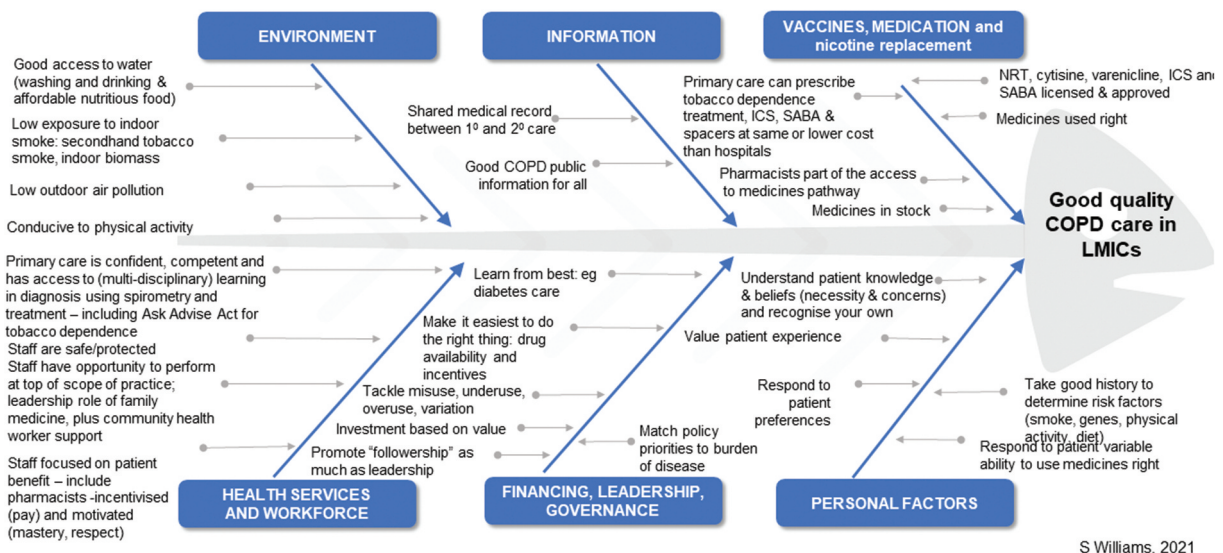 ENVIRONMENT
INFORMATION
VACCINES, MEDICATION and
nicotine replacement
Good access to water
(washing and drinking &
affordable nutritious food)
Low exposure to indoor
smoke: secondhand tobacco
smoke, indoor biomass
Low outdoor air pollution
Conducive to physical activity
Shared medical record
between 1⁰ and 2⁰ care
Good COPD public
information for all
Primary care can prescribe
tobacco dependence
treatment, ICS, SABA &
spacers at same or lower cost
than hospitals
Pharmacists part of the access
to medicines pathway
Medicines in stock
NRT, cytisine, varenicline, ICS and
SABA licensed & approved
Medicines used right
Good quality
COPD care in
LMICs
Primary care is confident, competent and
has access to (multi-disciplinary) learning
in diagnosis using spirometry and
treatment – including Ask Advise Act for
tobacco dependence
Staff are safe/protected
Staff have opportunity to perform
at top of scope of practice;
leadership role of family
medicine, plus community health
worker support
Staff focused on patient
benefit – include
pharmacists -incentivised
(pay) and motivated
(mastery, respect)
Learn from best: eg
diabetes care
Make it easiest to do
the right thing: drug
availability and
incentives
Tackle misuse, underuse,
overuse, variation
Investment based on value
Promote “followership” as
much as leadership
Match policy
priorities to burden
of disease
Understand patient knowledge
& beliefs (necessity & concerns)
and recognise your own
Value patient experience
Respond to
patient
preferences
Take good history to
determine risk factors
(smoke, genes, physical
activity, diet)
Respond to patient variable
ability to use medicines right
HEALTH SERVICES
AND WORKFORCE
FINANCING, LEADERSHIP,
GOVERNANCE
PERSONAL FACTORS
S Williams, 2021